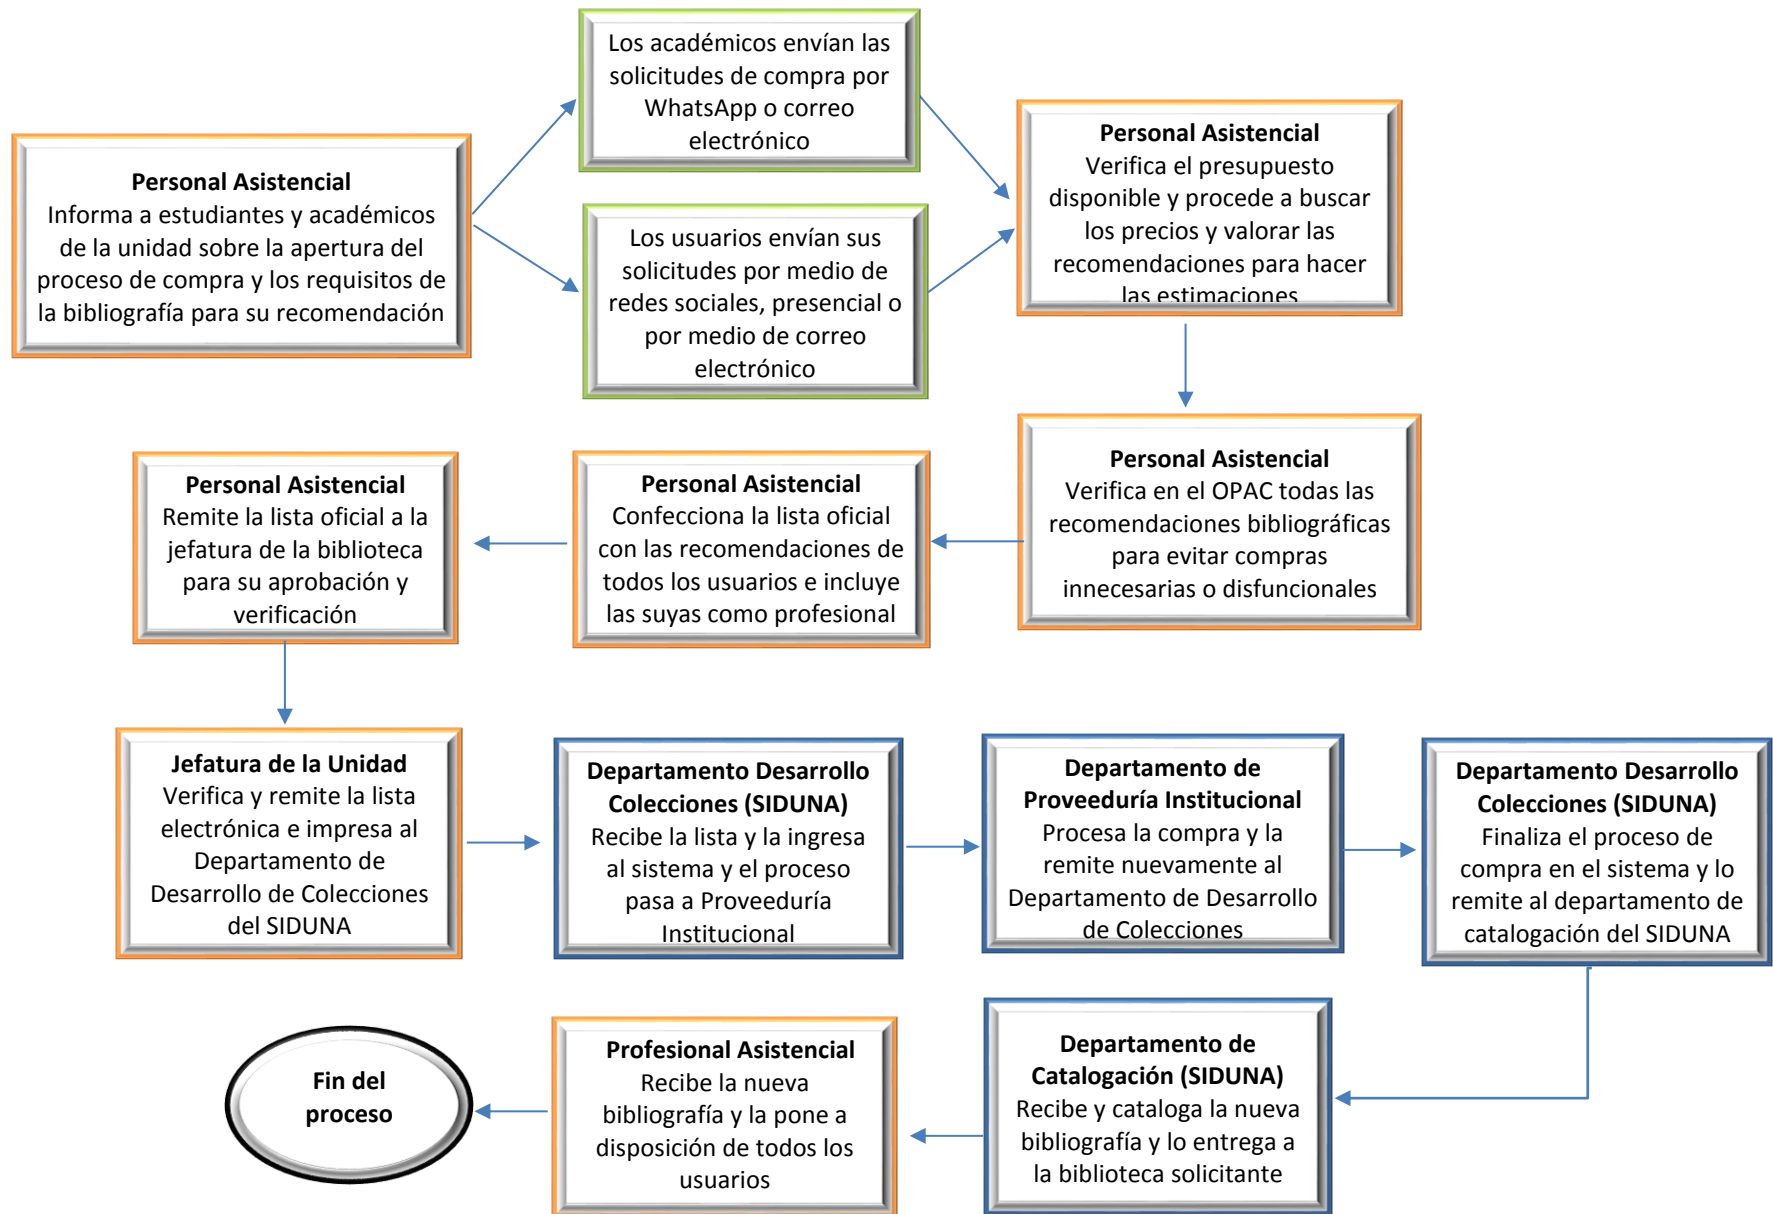 Personal Asistencial
Informa a estudiantes y académicos
de la unidad sobre la apertura del
proceso de compra y los requisitos de
la bibliografía para su recomendación
Los académicos envían las
solicitudes de compra por
WhatsApp o correo
electrónico
Los usuarios envían sus
solicitudes por medio de
redes sociales, presencial o
por medio de correo
electrónico
Personal Asistencial
Verifica el presupuesto
disponible y procede a buscar
los precios y valorar las
recomendaciones para hacer
las estimaciones
Personal Asistencial
Verifica en el OPAC todas las
recomendaciones bibliográficas
para evitar compras
innecesarias o disfuncionales
Personal Asistencial
Confecciona la lista oficial
con las recomendaciones de
todos los usuarios e incluye
las suyas como profesional
Personal Asistencial
Remite la lista oficial a la
jefatura de la biblioteca
para su aprobación y
verificación
Jefatura de la Unidad
Verifica y remite la lista
electrónica e impresa al
Departamento de
Desarrollo de Colecciones
del SIDUNA
Departamento Desarrollo
Colecciones (SIDUNA)
Recibe la lista y la ingresa
al sistema y el proceso
pasa a Proveeduría
Institucional
Departamento de
Proveeduría Institucional
Procesa la compra y la
remite nuevamente al
Departamento de Desarrollo
de Colecciones
Departamento Desarrollo
Colecciones (SIDUNA)
Finaliza el proceso de
compra en el sistema y lo
remite al departamento de
catalogación del SIDUNA
Departamento de
Catalogación (SIDUNA)
Recibe y cataloga la nueva
bibliografía y lo entrega a
la biblioteca solicitante
Profesional Asistencial
Recibe la nueva
bibliografía y la pone a
disposición de todos los
usuarios
Fin del
proceso